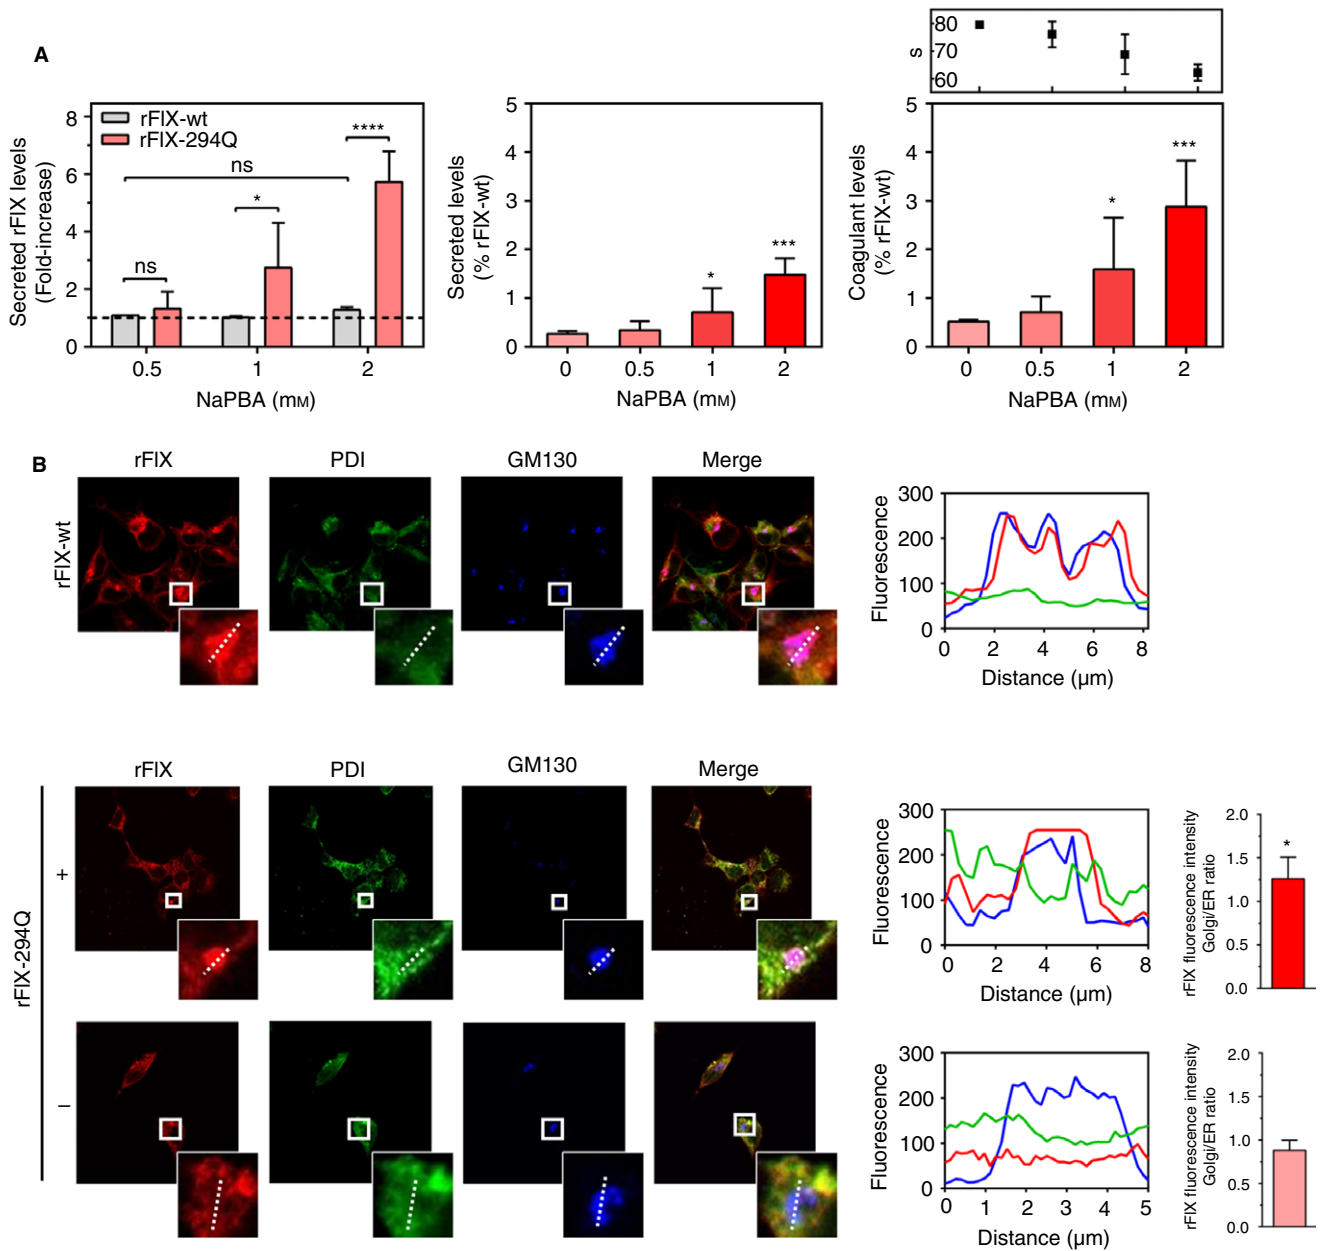 A
rFIX-wt
rFIX-294Q
Secreted rFIX levels
(Fold-increase)
8
6
4
2
0
ns
*
ns
****
0.5
1
2
NaPBA (mM)
Secreted levels
(% rFIX-wt)
5
4
3
2
1
0
*
***
0
0.5
1
2
NaPBA (mM)
s
80
70
60
Coagulant levels
(% rFIX-wt)
5
4
3
2
1
0
*
***
0
0.5
1
2
NaPBA (mM)
B
rFIX
PDI
GM130
Merge
rFIX-wt
Fluorescence
300
200
100
0
0
2
4
6
8
Distance (µm)
rFIX
PDI
GM130
Merge
rFIX-294Q
+
Fluorescence
300
200
100
0
0
2
4
6
8
Distance (µm)
rFIX fluorescence intensity
Golgi/ER ratio
2.0
1.5
1.0
0.5
0.0
*
–
Fluorescence
300
200
100
0
0
1
2
3
4
5
Distance (µm)
rFIX fluorescence intensity
Golgi/ER ratio
2.0
1.5
1.0
0.5
0.0